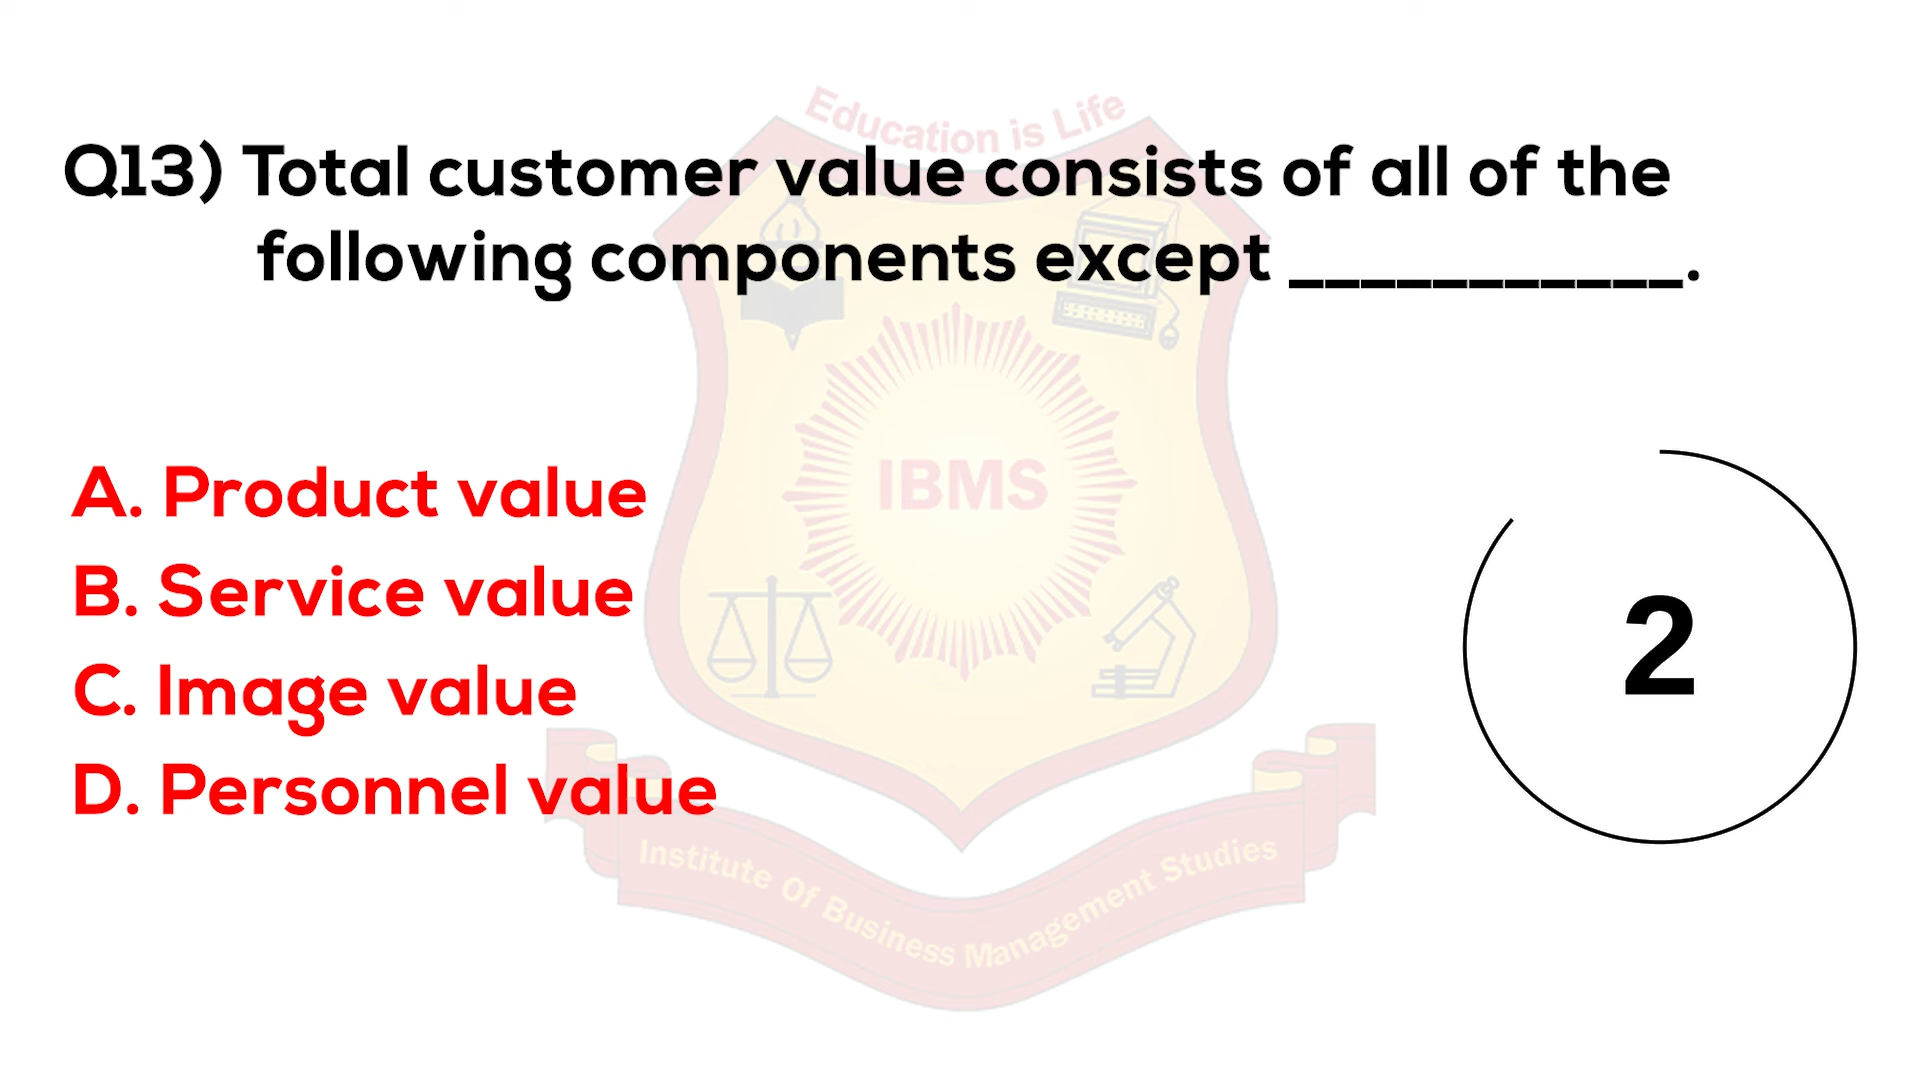 Education is Life
Q13) Total customer value consists of all of the
following components except ___________.
IBMS
A. Product value
B. Service value
C. Image value
D. Personnel value
2
Institute Of Business Management Studies